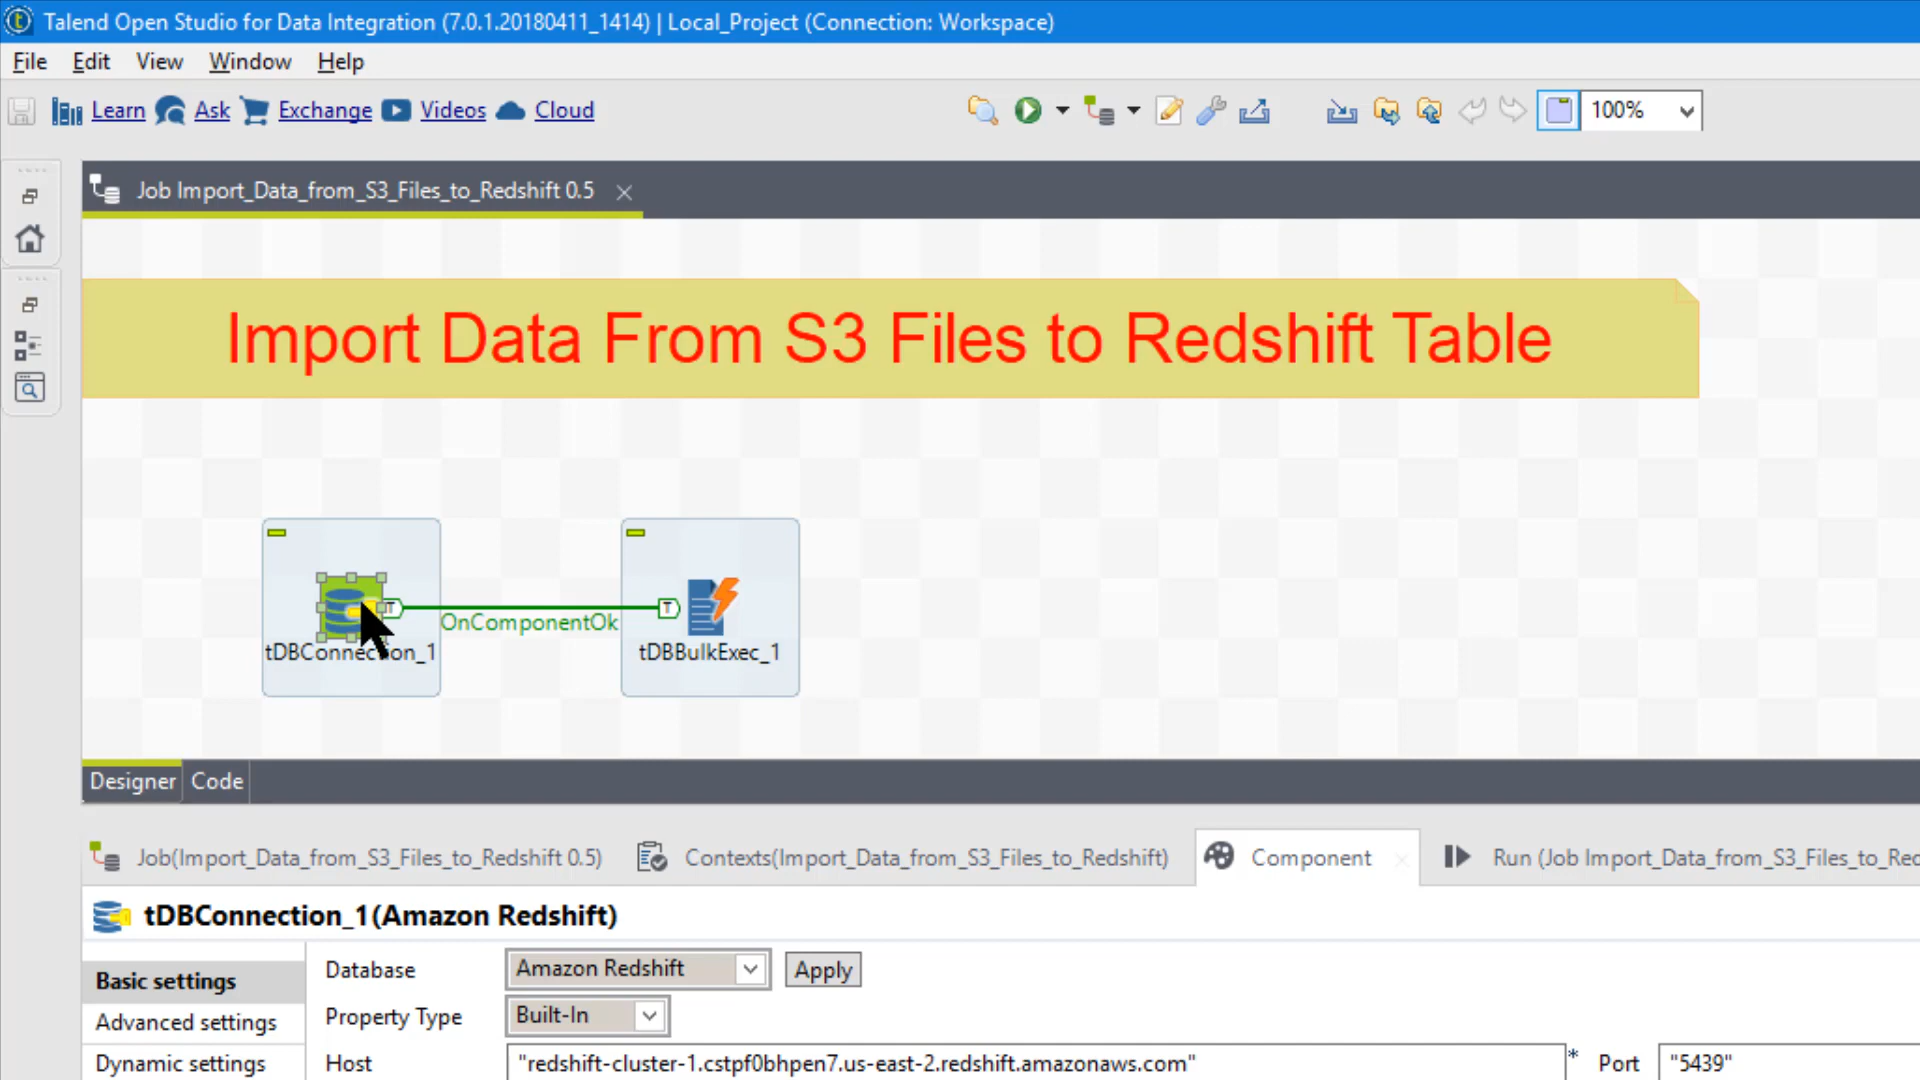 Talend Open Studio for Data Integration (7.0.1.20180411_1414) | Local_Project (Connection: Workspace)
File Edit View Window Help
Learn Ask Exchange Videos Cloud 100%
Job Import_Data_from_S3_Files_to_Redshift 0.5
Import Data From S3 Files to Redshift Table
T OnComponentOk T
tDBConnection_1 tDBBulkExec_1
Designer Code
Job(Import_Data_from_S3_Files_to_Redshift 0.5) Contexts(Import_Data_from_S3_Files_to_Redshift) Component Run (Job Import_Data_from_S3_Files_to_Rec
tDBConnection_1(Amazon Redshift)
Basic settings Database Amazon Redshift Apply
Advanced settings Property Type Built-In
Dynamic settings Host "redshift-cluster-1.cstpf0bhpen7.us-east-2.redshift.amazonaws.com" * Port "5439"